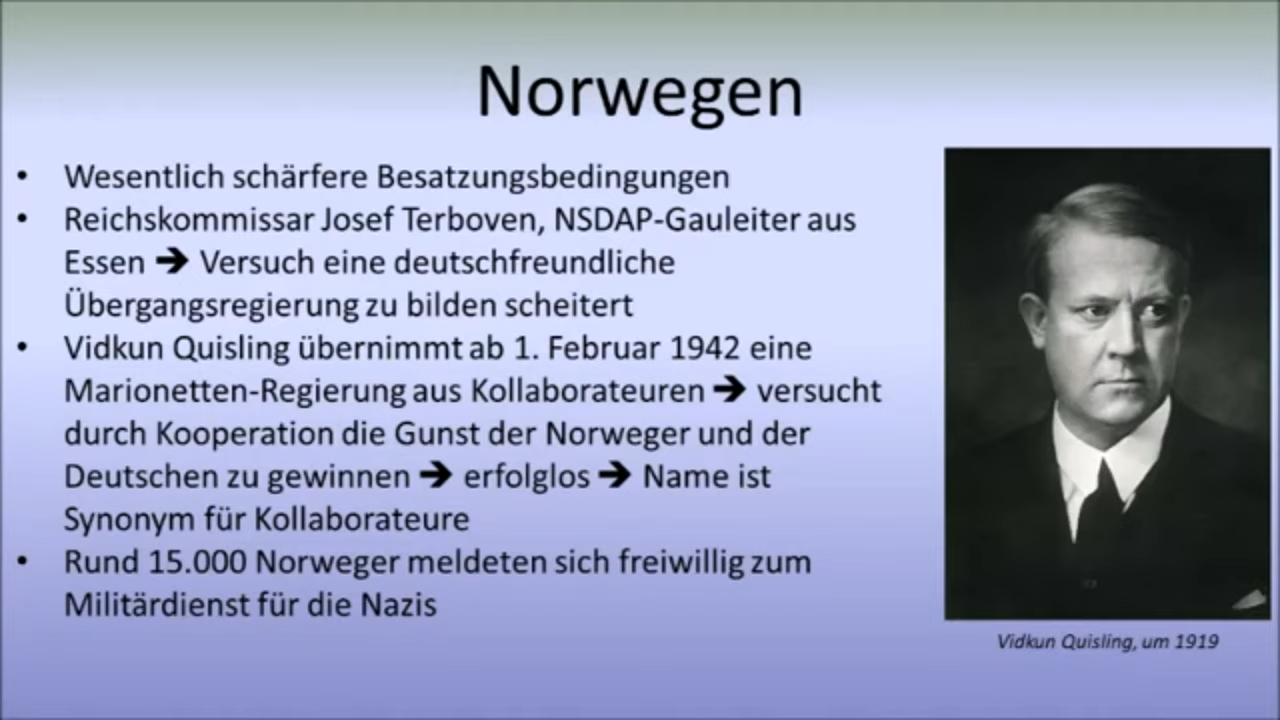 Norwegen
• Wesentlich schärfere Besatzungsbedingungen
• Reichskommissar Josef Terboven, NSDAP-Gauleiter aus
Essen ➔ Versuch eine deutschfreundliche
Übergangsregierung zu bilden scheitert
• Vidkun Quisling übernimmt ab 1. Februar 1942 eine
Marionetten-Regierung aus Kollaborateuren ➔ versucht
durch Kooperation die Gunst der Norweger und der
Deutschen zu gewinnen ➔ erfolglos ➔ Name ist
Synonym für Kollaborateure
• Rund 15.000 Norweger meldeten sich freiwillig zum
Militärdienst für die Nazis
Vidkun Quisling, um 1919